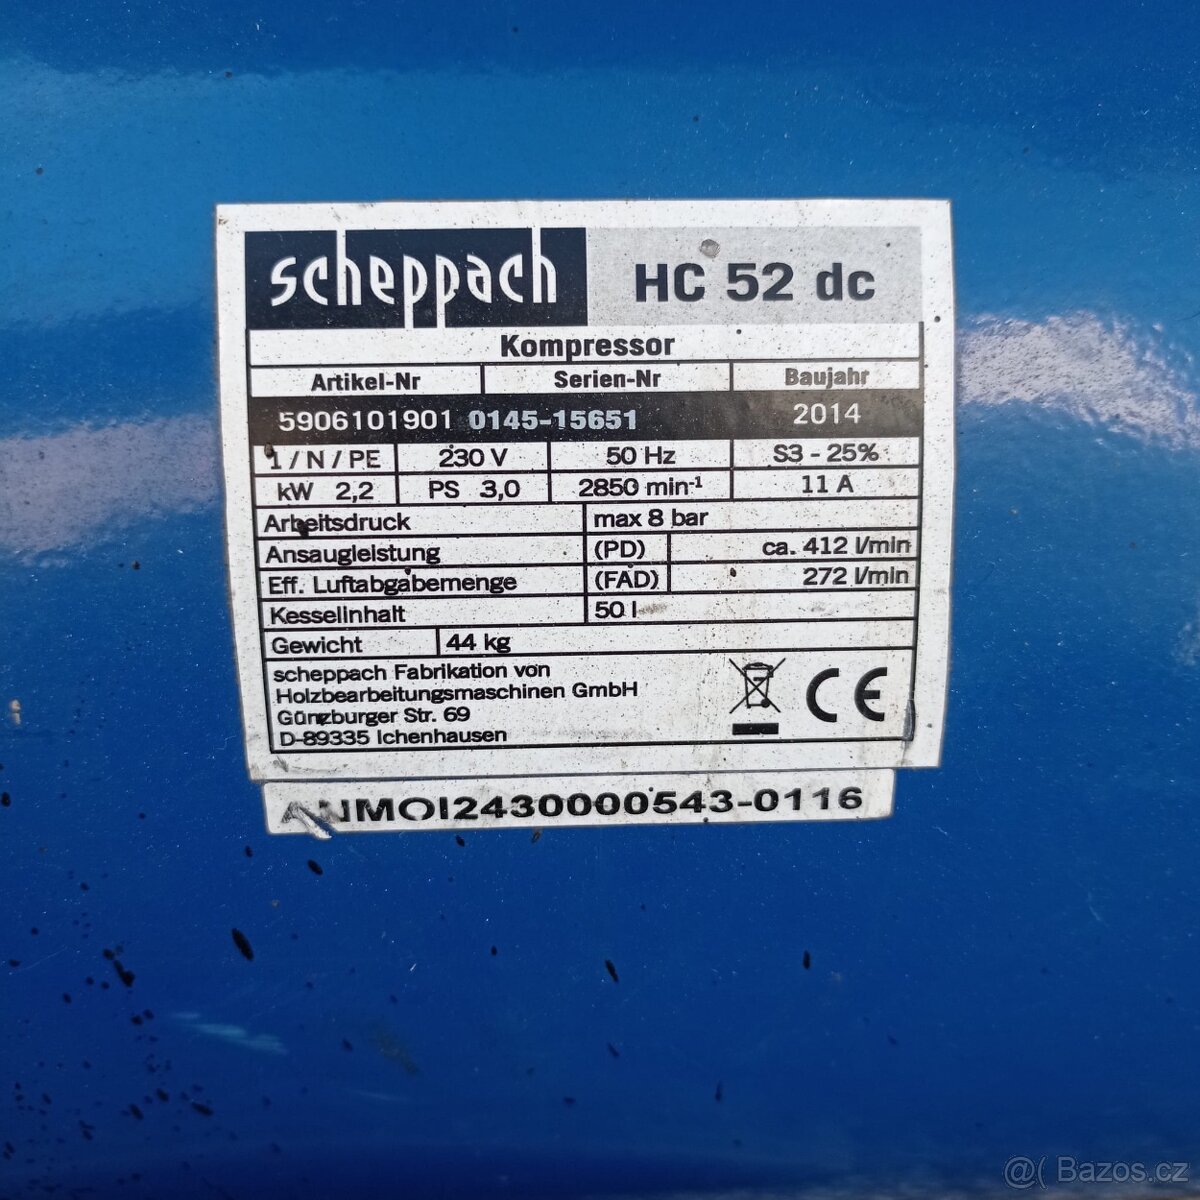 scheppach HC 52 dc
Kompressor
Artikel-Nr Serien-Nr Baujahr
5906101901 0145-15651 2014
1 / N / PE 230 V 50 Hz S3 - 25%
kW 2,2 PS 3,0 2850 min-1 11 A
Arbeitsdruck max 8 bar
Ansaugleistung (PD) ca. 412 l/min
Eff. Luftabgabemenge (FAD) 272 l/min
Kesselinhalt 50 l
Gewicht 44 kg
scheppach Fabrikation von
Holzbearbeitungsmaschinen GmbH
Günzburger Str. 69
D-89335 Ichenhausen
CE
@( Bazos.cz